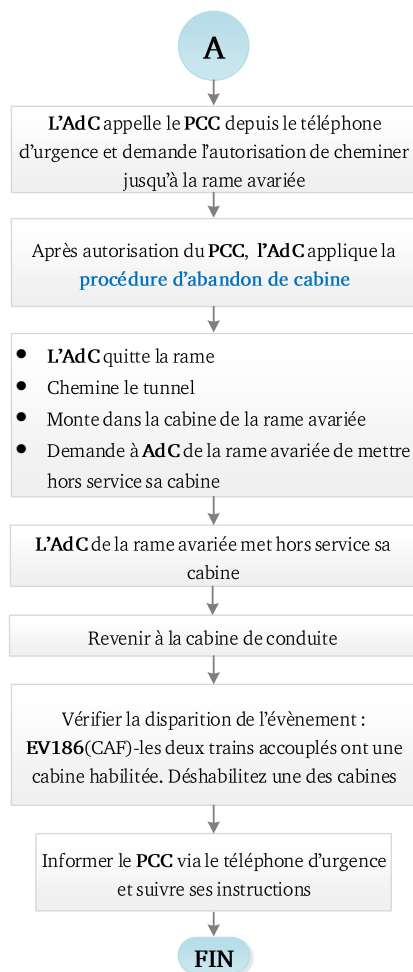 A
L'AdC appelle le PCC depuis le téléphone
d'urgence et demande l'autorisation de cheminer
jusqu'à la rame avariée
Après autorisation du PCC, l'AdC applique la
procédure d'abandon de cabine
● L'AdC quitte la rame
● Chemine le tunnel
● Monte dans la cabine de la rame avariée
● Demande à AdC de la rame avariée de mettre
hors service sa cabine
L'AdC de la rame avariée met hors service sa
cabine
Revenir à la cabine de conduite
Vérifier la disparition de l'évènement :
EV186(CAF)-les deux trains accouplés ont une
cabine habilitée. Déshabilitez une des cabines
Informer le PCC via le téléphone d'urgence
et suivre ses instructions
FIN